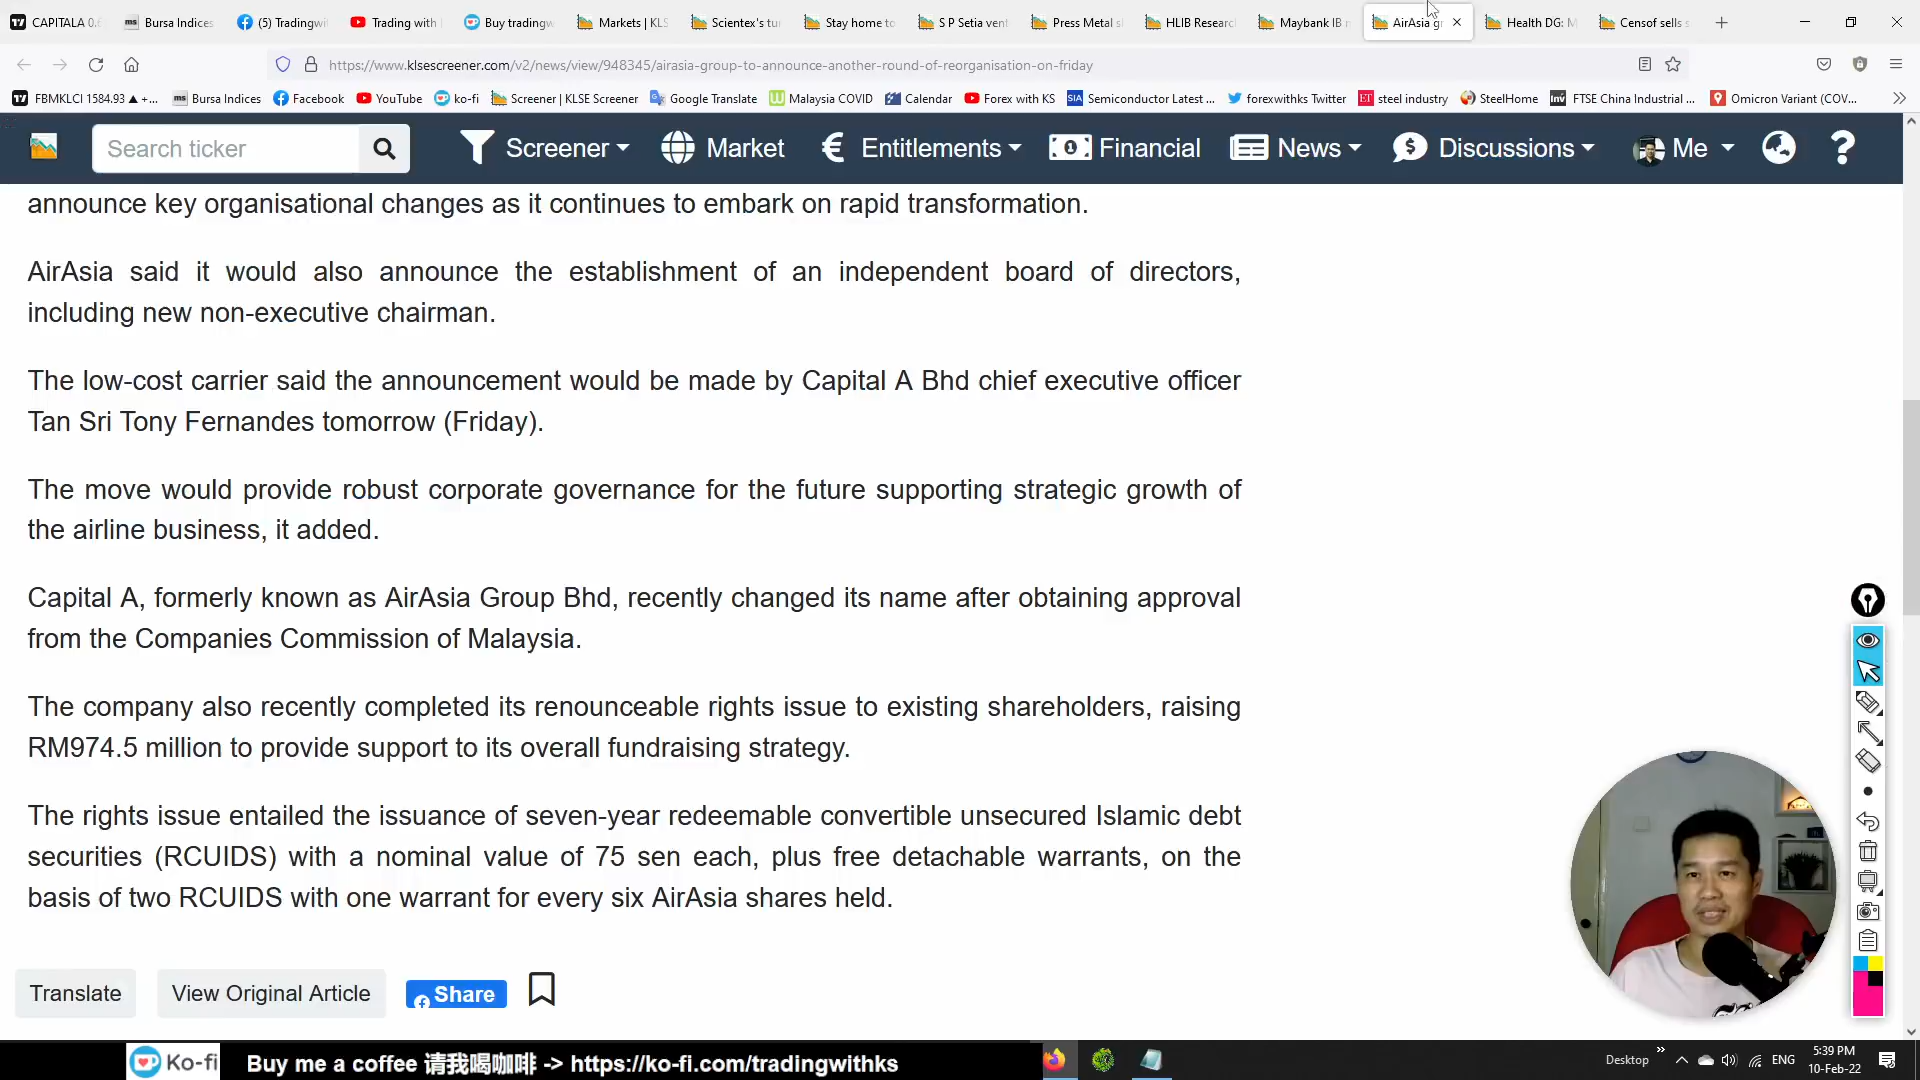 CAPITALA 0.6
Bursa Indices
(5) Tradingwi
Trading with
Buy tradingw
Markets | KLS
Scientex's tu
Stay home to
S P Setia vent
Press Metal s
HLIB Researc
Maybank IB
AirAsia gr
Health DG: M
Censof sells s
https://www.klsescreener.com/v2/news/view/948345/airasia-group-to-announce-another-round-of-reorganisation-on-friday
FBMKLCI 1584.93 ▲ +...
Bursa Indices
Facebook
YouTube
ko-fi
Screener | KLSE Screener
Google Translate
Malaysia COVID
Calendar
Forex with KS
Semiconductor Latest ...
forexwithks Twitter
steel industry
SteelHome
FTSE China Industrial ...
Omicron Variant (COV...
Search ticker
Screener
Market
Entitlements
Financial
News
Discussions
Me
announce key organisational changes as it continues to embark on rapid transformation.
AirAsia said it would also announce the establishment of an independent board of directors,
including new non-executive chairman.
The low-cost carrier said the announcement would be made by Capital A Bhd chief executive officer
Tan Sri Tony Fernandes tomorrow (Friday).
The move would provide robust corporate governance for the future supporting strategic growth of
the airline business, it added.
Capital A, formerly known as AirAsia Group Bhd, recently changed its name after obtaining approval
from the Companies Commission of Malaysia.
The company also recently completed its renounceable rights issue to existing shareholders, raising
RM974.5 million to provide support to its overall fundraising strategy.
The rights issue entailed the issuance of seven-year redeemable convertible unsecured Islamic debt
securities (RCUIDS) with a nominal value of 75 sen each, plus free detachable warrants, on the
basis of two RCUIDS with one warrant for every six AirAsia shares held.
Translate
View Original Article
Share
Ko-fi
Buy me a coffee 请我喝咖啡 -> https://ko-fi.com/tradingwithks
Desktop
ENG
5:39 PM
10-Feb-22